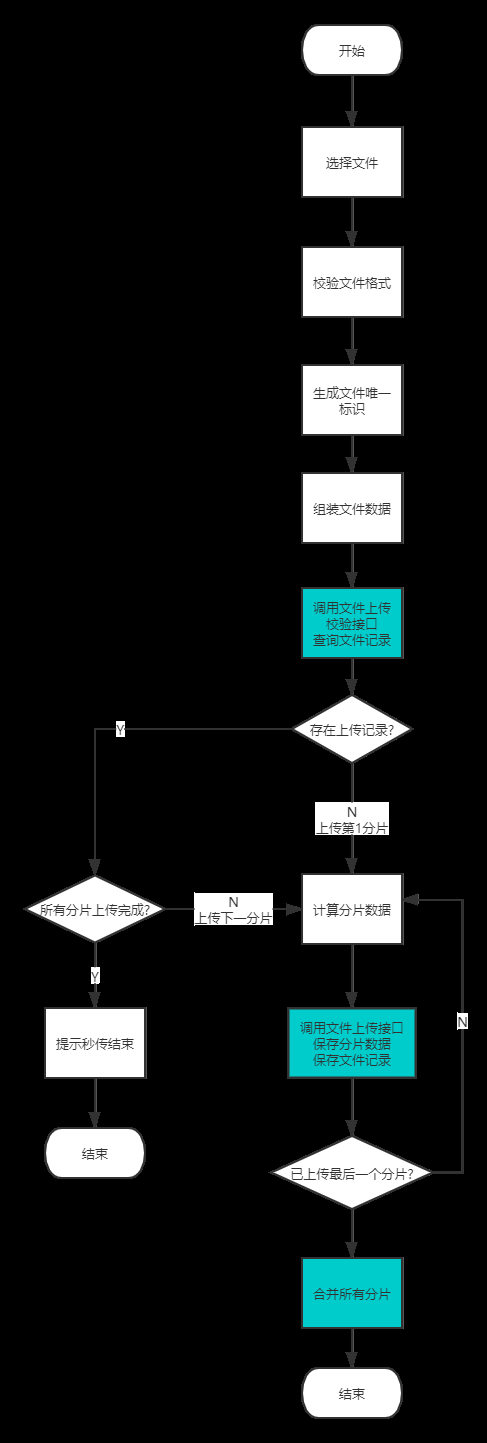 开始
选择文件
校验文件格式
生成文件唯一
标识
组装文件数据
调用文件上传
校验接口
查询文件记录
存在上传记录?
Y
N
上传第1分片
所有分片上传完成?
N
上传下一分片
计算分片数据
Y
N
提示秒传结束
调用文件上传接口
保存分片数据
保存文件记录
结束
已上传最后一个分片?
合并所有分片
结束